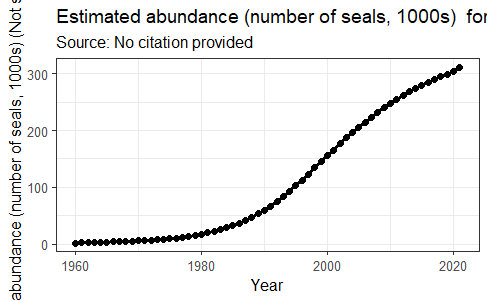 Estimated abundance (number of seals, 1000s)  for
Source: No citation provided
abundance (number of seals, 1000s) (Not s
300
200
100
0
1960
1980
2000
2020
Year